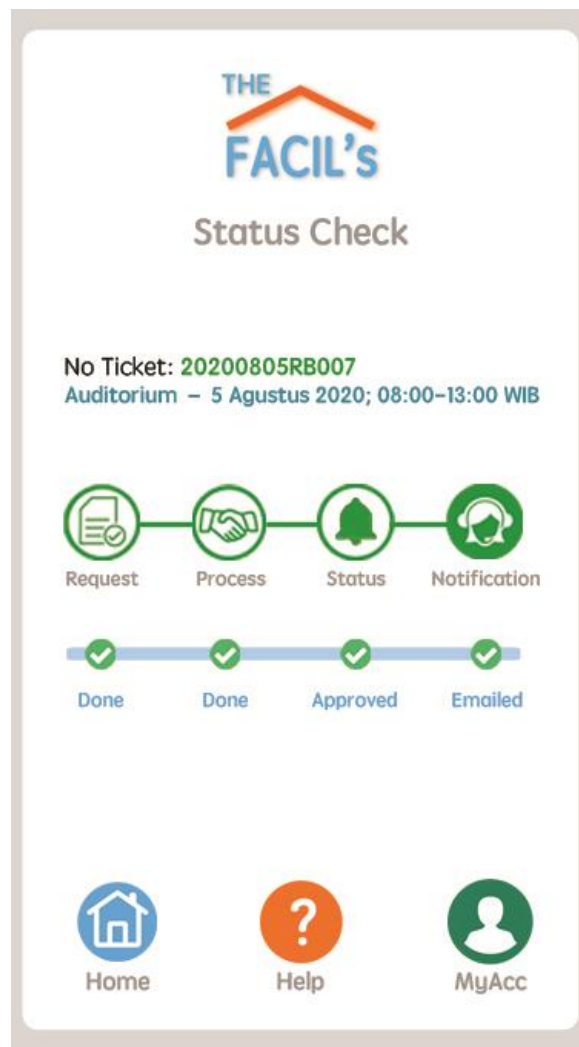 THE
FACIL's
Status Check
No Ticket: 20200805RB007
Auditorium – 5 Agustus 2020; 08:00–13:00 WIB
Request Process Status Notification
Done Done Approved Emailed
?
Home Help MyAcc